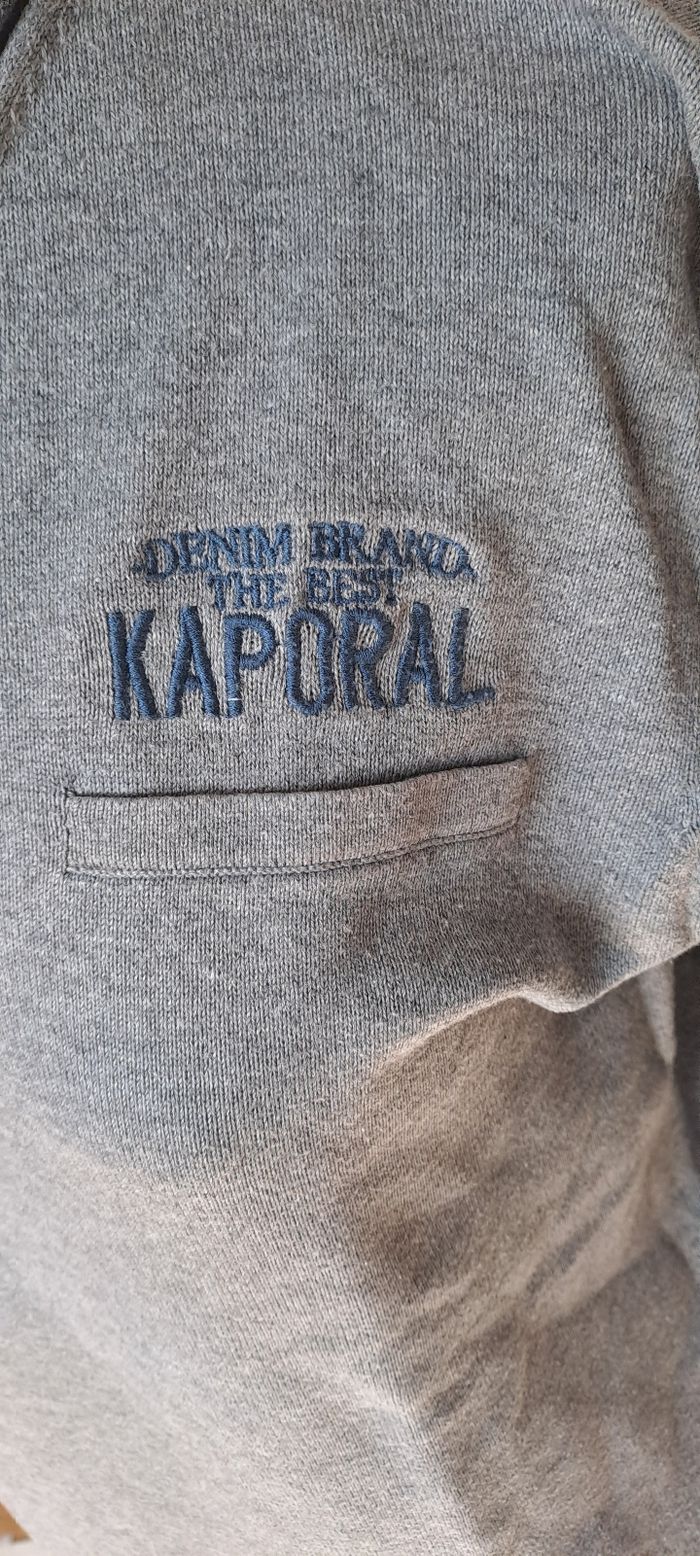 DENIM BRAND
THE BEST
KAPORAL